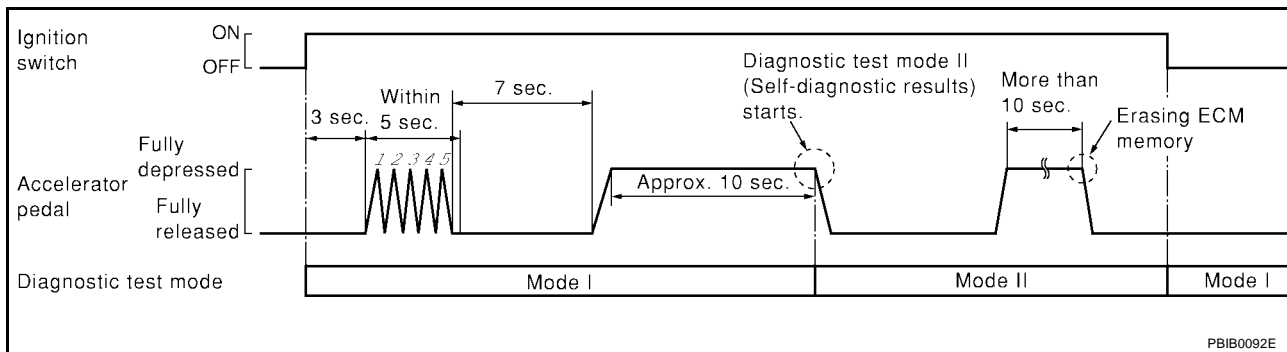 Ignition
switch
ON
OFF
Diagnostic test mode II
(Self-diagnostic results)
starts.
More than
10 sec.
Erasing ECM
memory
7 sec.
Within
5 sec.
3 sec.
1 2 3 4 5
Fully
depressed
Accelerator
pedal
Fully
released
Approx. 10 sec.
Diagnostic test mode
Mode I
Mode II
Mode I
PBIB0092E